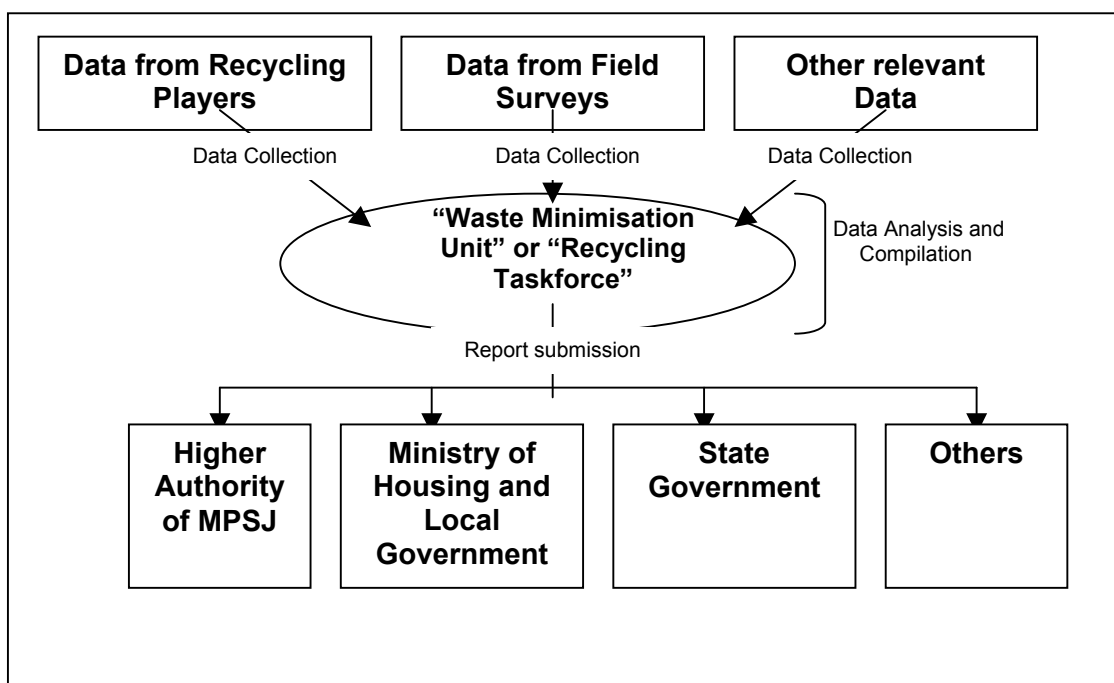 Data from Recycling
Players
Data from Field
Surveys
Other relevant
Data
Data Collection
Data Collection
Data Collection
“Waste Minimisation
Unit” or “Recycling
Taskforce”
Data Analysis and
Compilation
Report submission
Higher
Authority
of MPSJ
Ministry of
Housing and
Local
Government
State
Government
Others